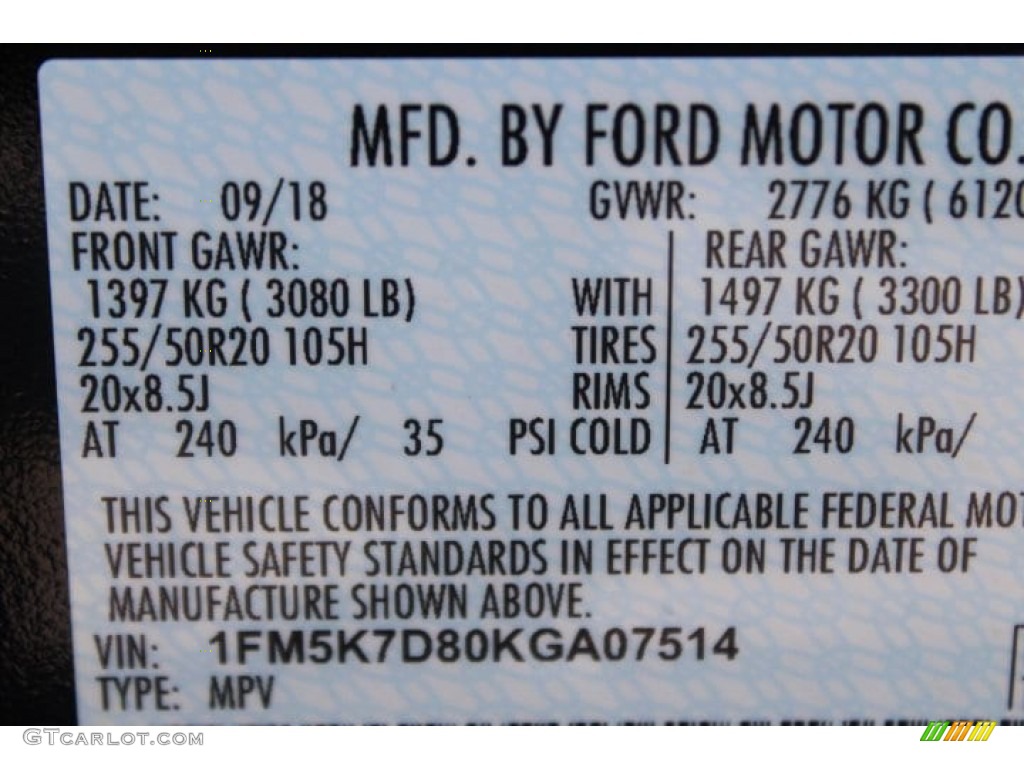 MFD. BY FORD MOTOR CO.
DATE: 09/18 GVWR: 2776 KG ( 6120
FRONT GAWR: REAR GAWR:
1397 KG ( 3080 LB) WITH 1497 KG ( 3300 LB)
255/50R20 105H TIRES 255/50R20 105H
20x8.5J RIMS 20x8.5J
AT 240 kPa/ 35 PSI COLD AT 240 kPa/
THIS VEHICLE CONFORMS TO ALL APPLICABLE FEDERAL MOT
VEHICLE SAFETY STANDARDS IN EFFECT ON THE DATE OF
MANUFACTURE SHOWN ABOVE.
VIN: 1FM5K7D80KGA07514
TYPE: MPV
GTcarlot.com